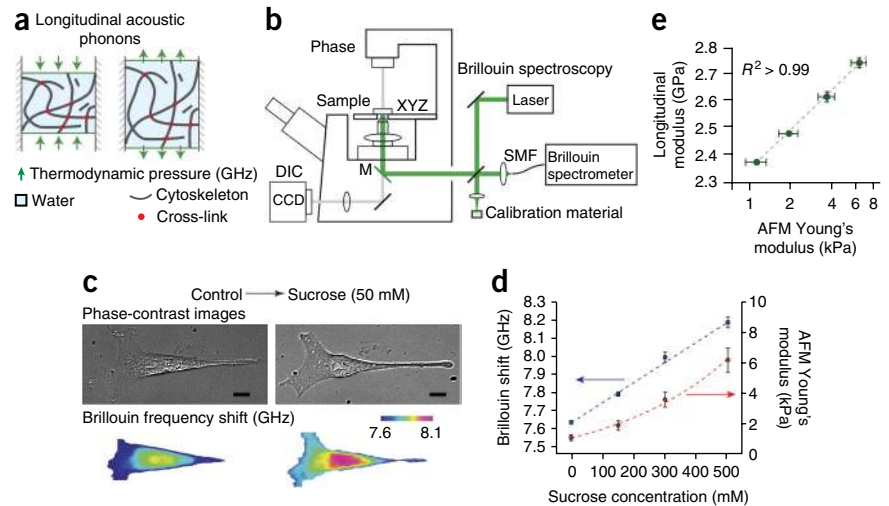 a
Longitudinal acoustic
phonons
Thermodynamic pressure (GHz)
Water
Cytoskeleton
Cross-link
b
Phase
Sample
XYZ
M
DIC
CCD
Brillouin spectroscopy
Laser
SMF
Brillouin
spectrometer
Calibration material
e
Longitudinal
modulus (GPa)
2.8
2.7
2.6
2.5
2.4
2.3
R² > 0.99
1 2 4 6 8
AFM Young's
modulus (kPa)
c
Control Sucrose (50 mM)
Phase-contrast images
Brillouin frequency shift (GHz)
7.6 8.1
d
Brillouin shift (GHz)
8.3
8.2
8.1
8.0
7.9
7.8
7.7
7.6
7.5
10
8
6
4
2
0
AFM Young's
modulus (kPa)
0 100 200 300 400 500
Sucrose concentration (mM)